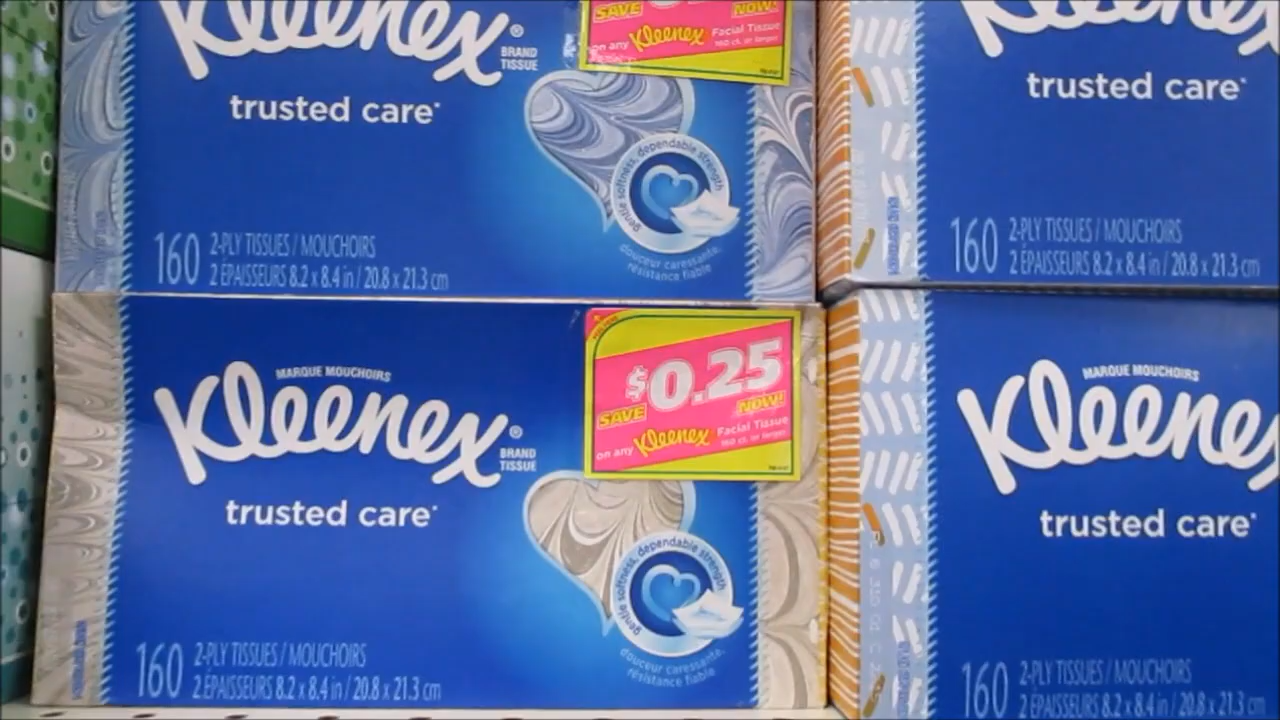 Kleenex®
BRAND
TISSUE
trusted care*
SAVE NOW!
on any Kleenex Facial Tissue
160 ct. or larger
gentle softness, dependable strength
douceur caressante,
résistance fiable
160 2-PLY TISSUES / MOUCHOIRS
2 ÉPAISSEURS 8.2 x 8.4 in / 20.8 x 21.3 cm
Kleenex
trusted care*
160 2-PLY TISSUES / MOUCHOIRS
2 ÉPAISSEURS 8.2 x 8.4 in / 20.8 x 21.3 cm
MARQUE MOUCHOIRS
Kleenex®
BRAND
TISSUE
trusted care*
$0.25
SAVE NOW!
on any Kleenex Facial Tissue
160 ct. or larger
gentle softness, dependable strength
douceur caressante,
résistance fiable
160 2-PLY TISSUES / MOUCHOIRS
2 ÉPAISSEURS 8.2 x 8.4 in / 20.8 x 21.3 cm
MARQUE MOUCHOIRS
Kleenex
trusted care*
160 2-PLY TISSUES / MOUCHOIRS
2 ÉPAISSEURS 8.2 x 8.4 in / 20.8 x 21.3 cm